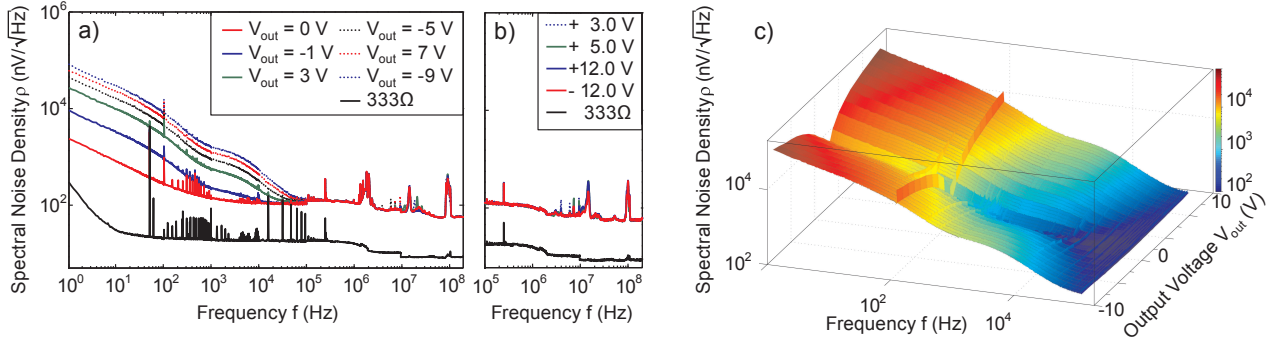 a)
V_out = 0 V
V_out = -1 V
V_out = 3 V
V_out = -5 V
V_out = 7 V
V_out = -9 V
333Ω
Spectral Noise Density ρ (nV/√Hz)
10^6
10^4
10^2
10^0 10^1 10^2 10^3 10^4 10^5 10^6 10^7 10^8
Frequency f (Hz)
b)
+ 3.0 V
+ 5.0 V
+12.0 V
- 12.0 V
333Ω
10^5 10^6 10^7 10^8
Frequency f (Hz)
c)
Spectral Noise Density ρ (nV/√Hz)
10^4
10^2
10^2
10^4
Frequency f (Hz)
-10
0
10
Output Voltage V_out (V)
10^4
10^3
10^2